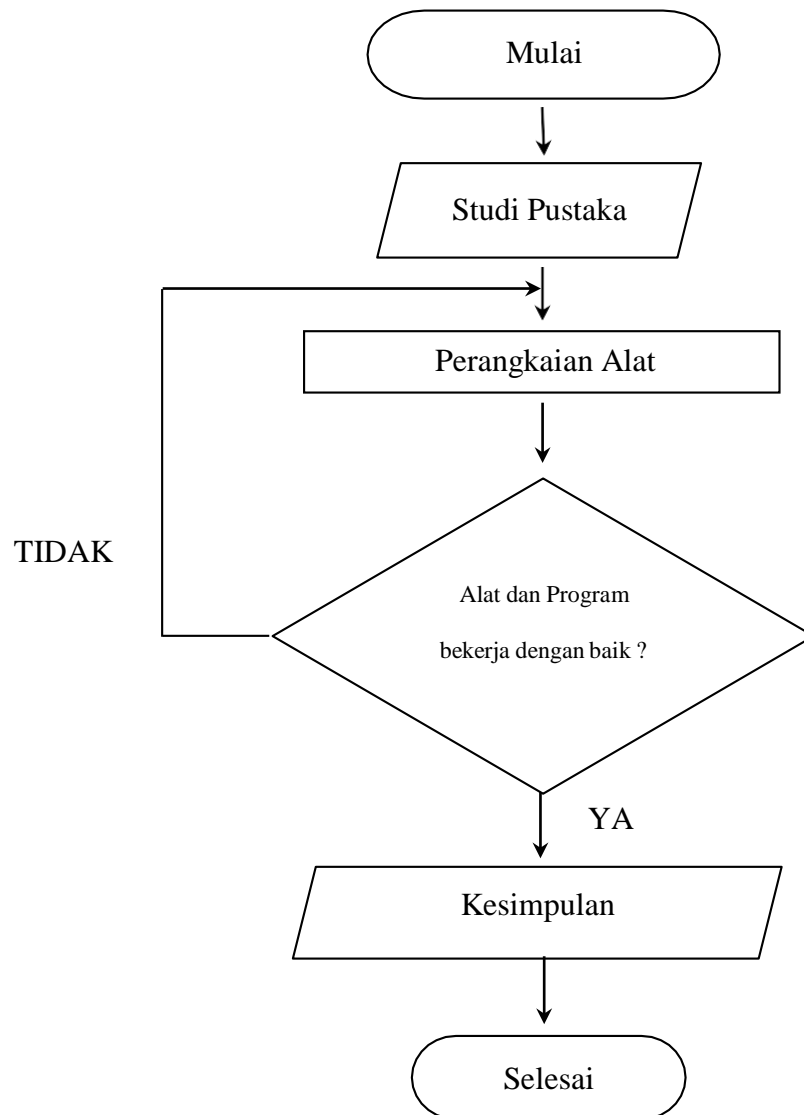 Mulai
Studi Pustaka
Perangkaian Alat
TIDAK
Alat dan Program
bekerja dengan baik ?
YA
Kesimpulan
Selesai